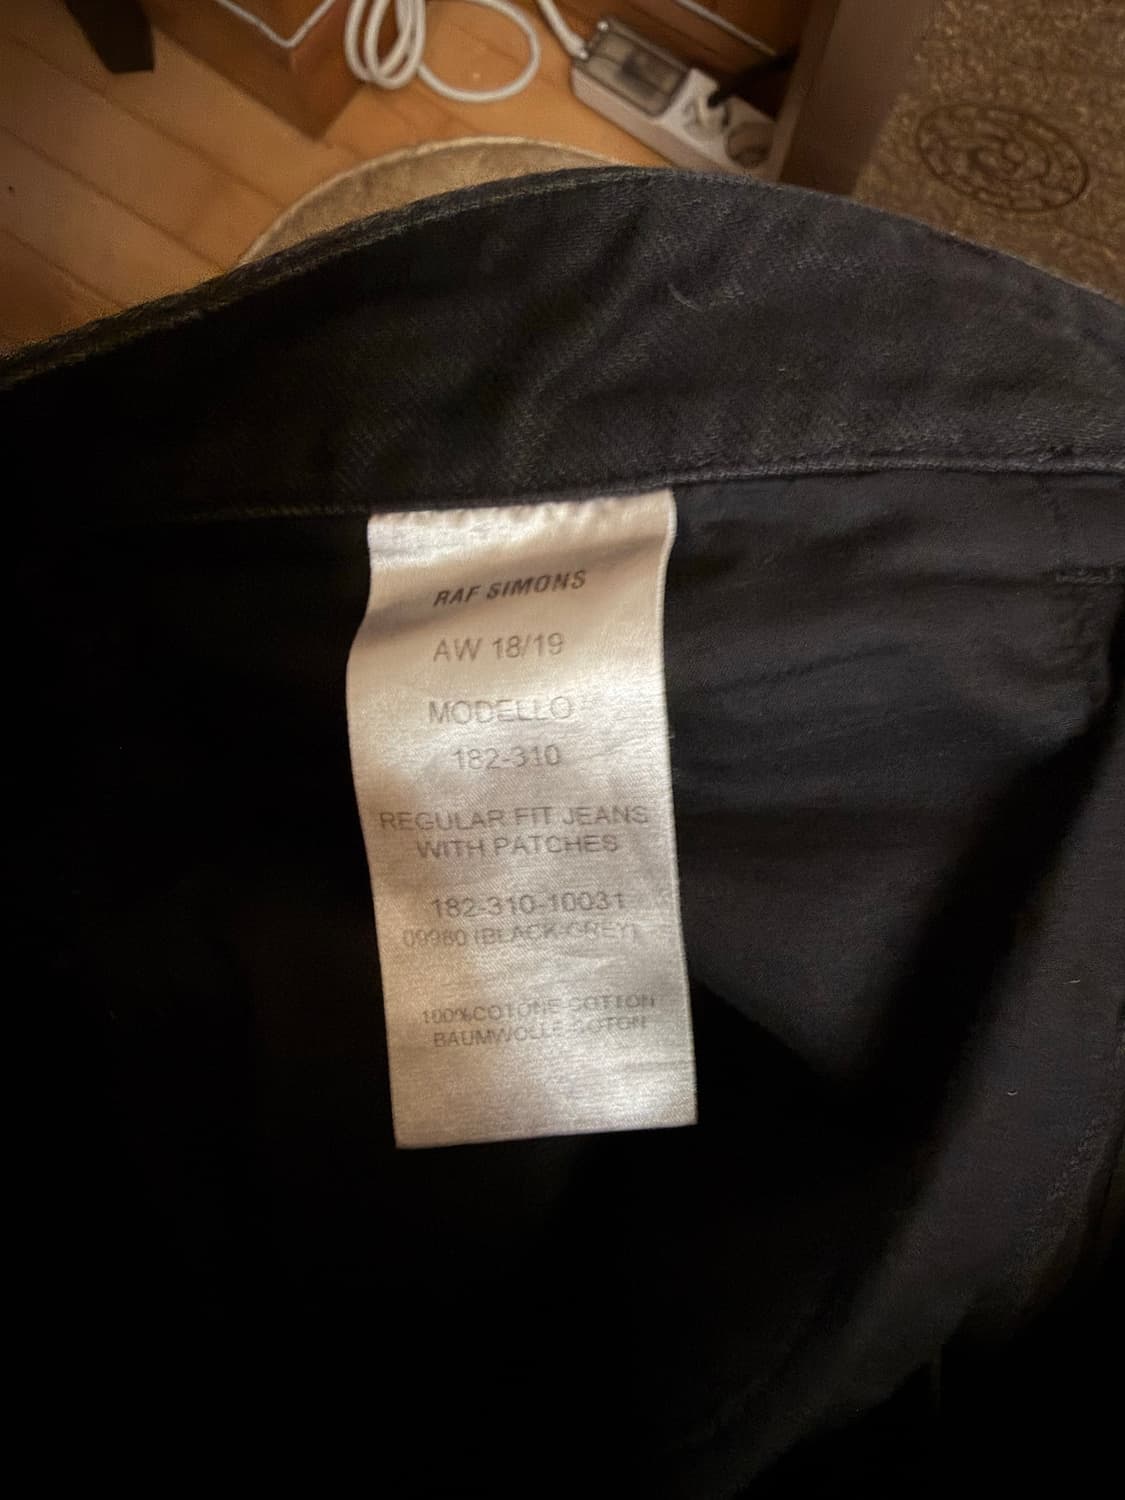 RAF SIMONS
AW 18/19
MODELLO
182-310
REGULAR FIT JEANS
WITH PATCHES
182-310-10031
09980 (BLACK-GREY)
100%COTONE COTTON
BAUMWOLLE COTON